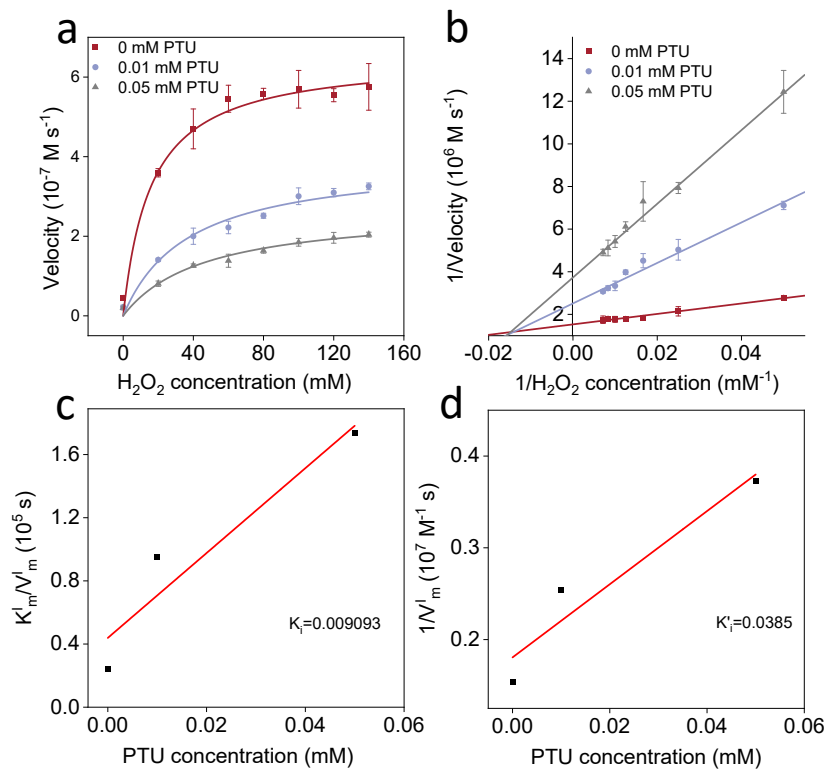 a
0 mM PTU
0.01 mM PTU
0.05 mM PTU
Velocity (10⁻⁷ M s⁻¹)
6
4
2
0
0 40 80 120 160
H₂O₂ concentration (mM)
b
0 mM PTU
0.01 mM PTU
0.05 mM PTU
1/Velocity (10⁶ M s⁻¹)
14
12
10
8
6
4
2
-0.02 0.00 0.02 0.04
1/H₂O₂ concentration (mM⁻¹)
c
Kᴵₘ/Vᴵₘ (10⁵ s)
1.6
1.2
0.8
0.4
0.0
Kᵢ=0.009093
0.00 0.02 0.04 0.06
PTU concentration (mM)
d
1/Vᴵₘ (10⁷ M⁻¹ s)
0.4
0.3
0.2
K'ᵢ=0.0385
0.00 0.02 0.04 0.06
PTU concentration (mM)